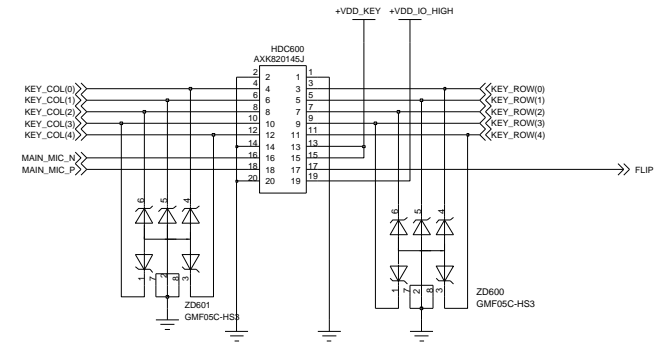 +VDD_KEY +VDD_IO_HIGH
HDC600
AXK820145J
2 2 1 1
KEY_COL(0) 4 4 3 3 KEY_ROW(0)
KEY_COL(1) 6 6 5 5 KEY_ROW(1)
KEY_COL(2) 8 8 7 7 KEY_ROW(2)
KEY_COL(3) 10 10 9 9 KEY_ROW(3)
KEY_COL(4) 12 12 11 11 KEY_ROW(4)
14 14 13 13
MAIN_MIC_N 16 16 15 15
MAIN_MIC_P 18 18 17 17 FLIP
20 20 19 19
6 5 4 6 5 4
1 7 2 8 3 1 7 2 8 3
ZD601
GMF05C-HS3
ZD600
GMF05C-HS3